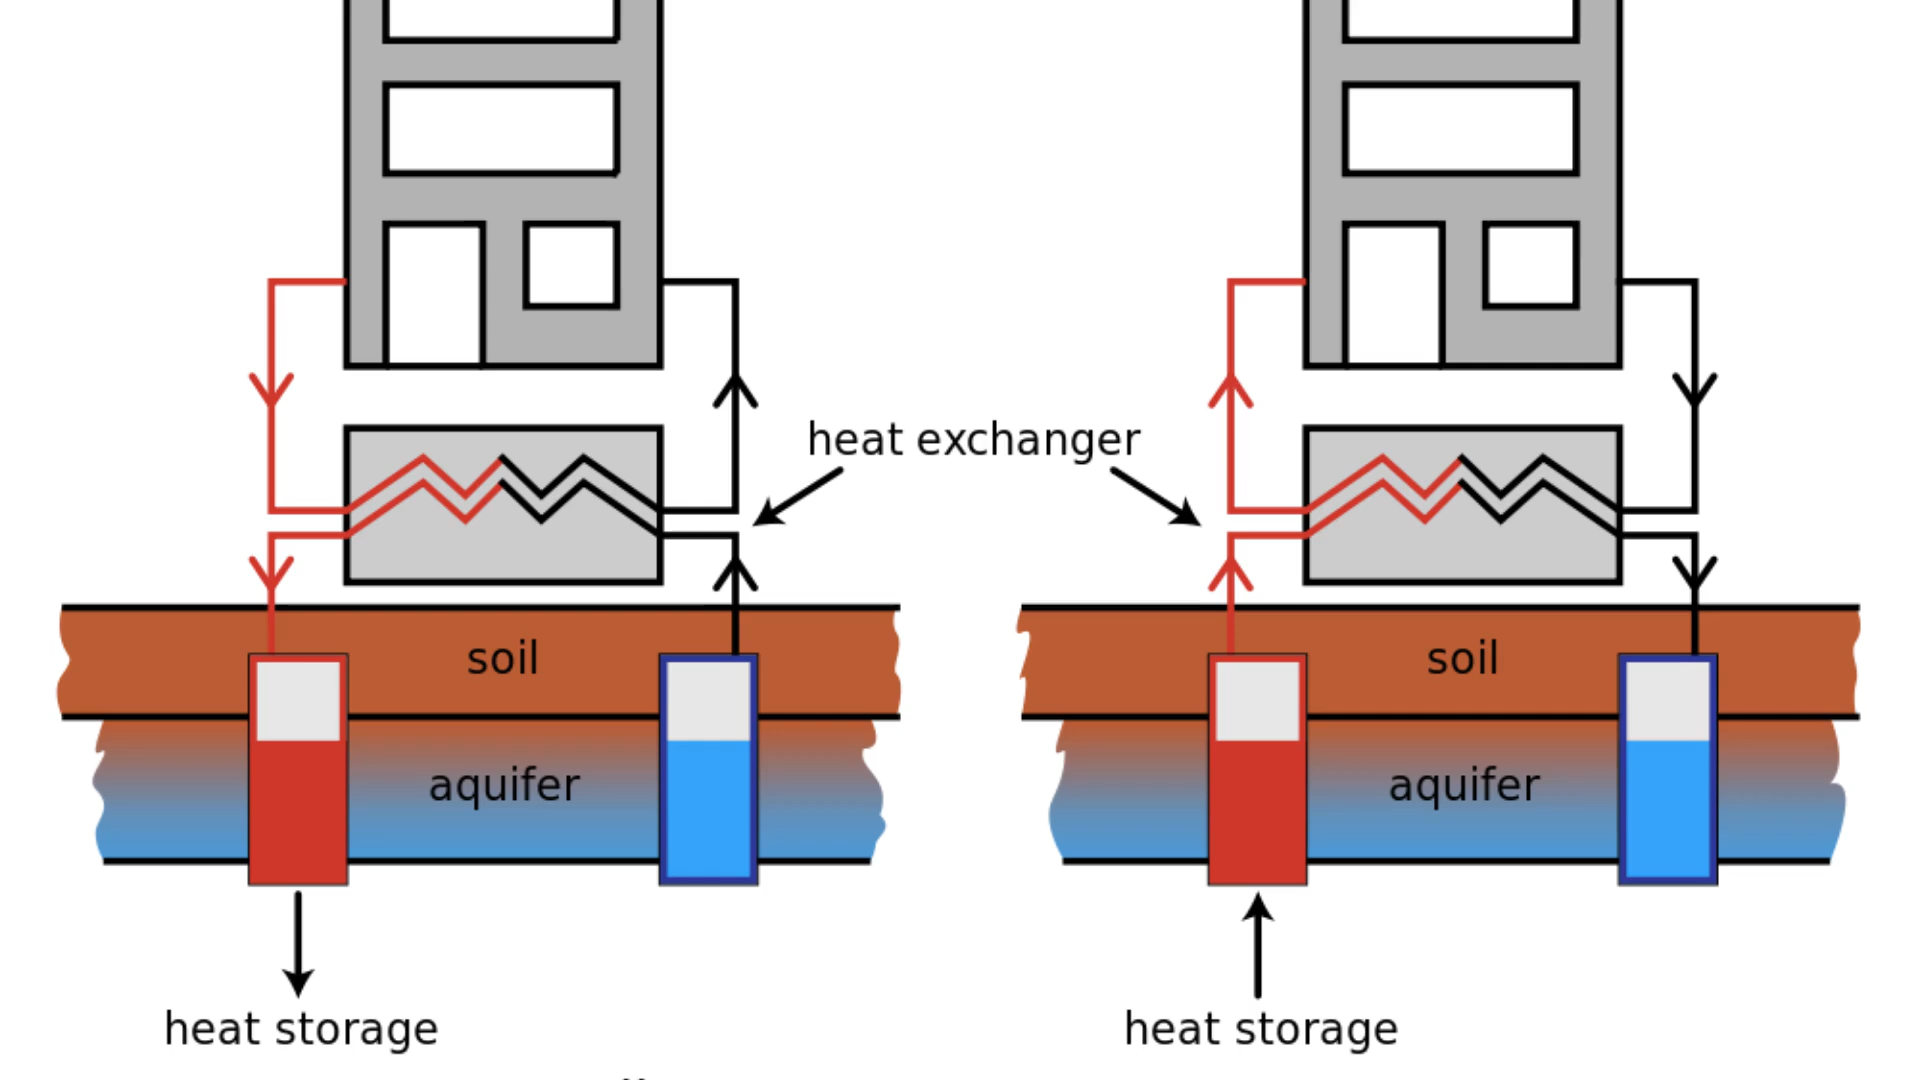 heat exchanger
soil
soil
aquifer
aquifer
heat storage
heat storage